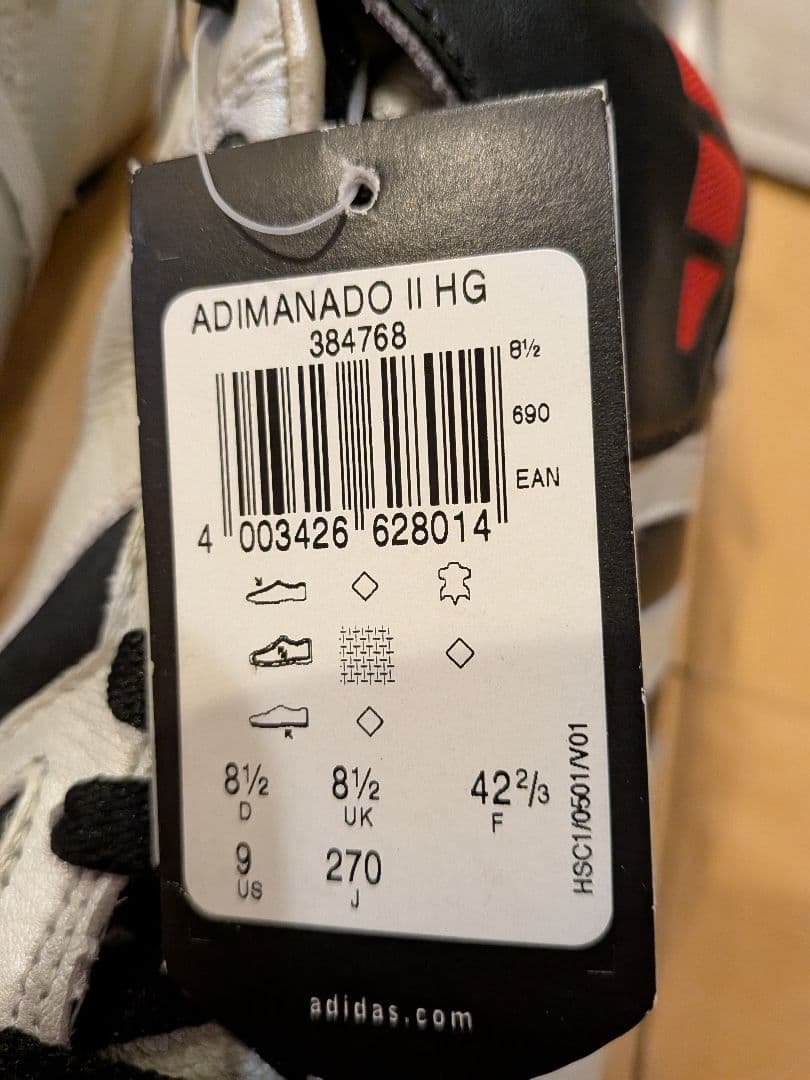 ADIMANADO II HG
384768
8½
690
EAN
4 003426 628014
8½ 8½ 42⅔
D UK F
9 270
US J
HSC1/0501/V01
adidas.com